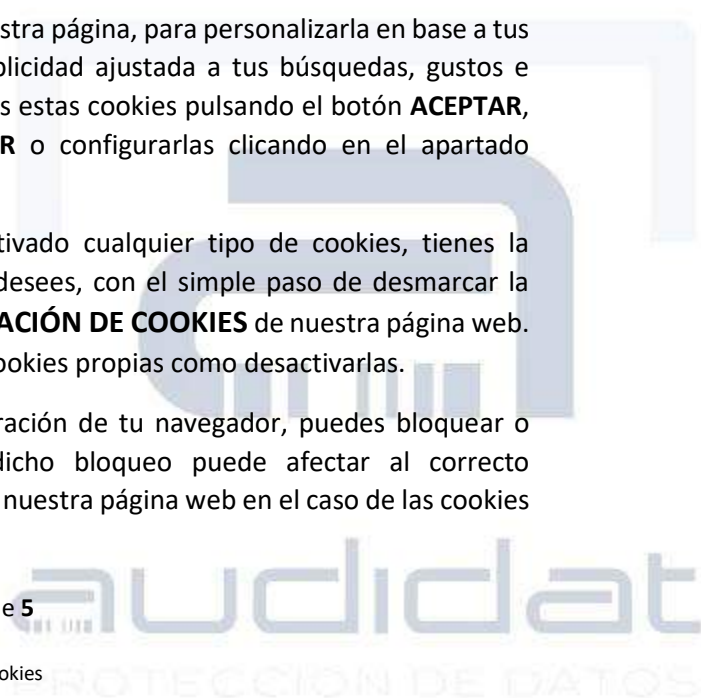 stra página, para personalizarla en base a tus
blicidad ajustada a tus búsquedas, gustos e
s estas cookies pulsando el botón ACEPTAR,
R o configurarlas clicando en el apartado
tivado cualquier tipo de cookies, tienes la
desees, con el simple paso de desmarcar la
ACIÓN DE COOKIES de nuestra página web.
ookies propias como desactivarlas.
ración de tu navegador, puedes bloquear o
dicho bloqueo puede afectar al correcto
nuestra página web en el caso de las cookies
audidat
e 5
ookies
PROTECCIÓN DE DATOS